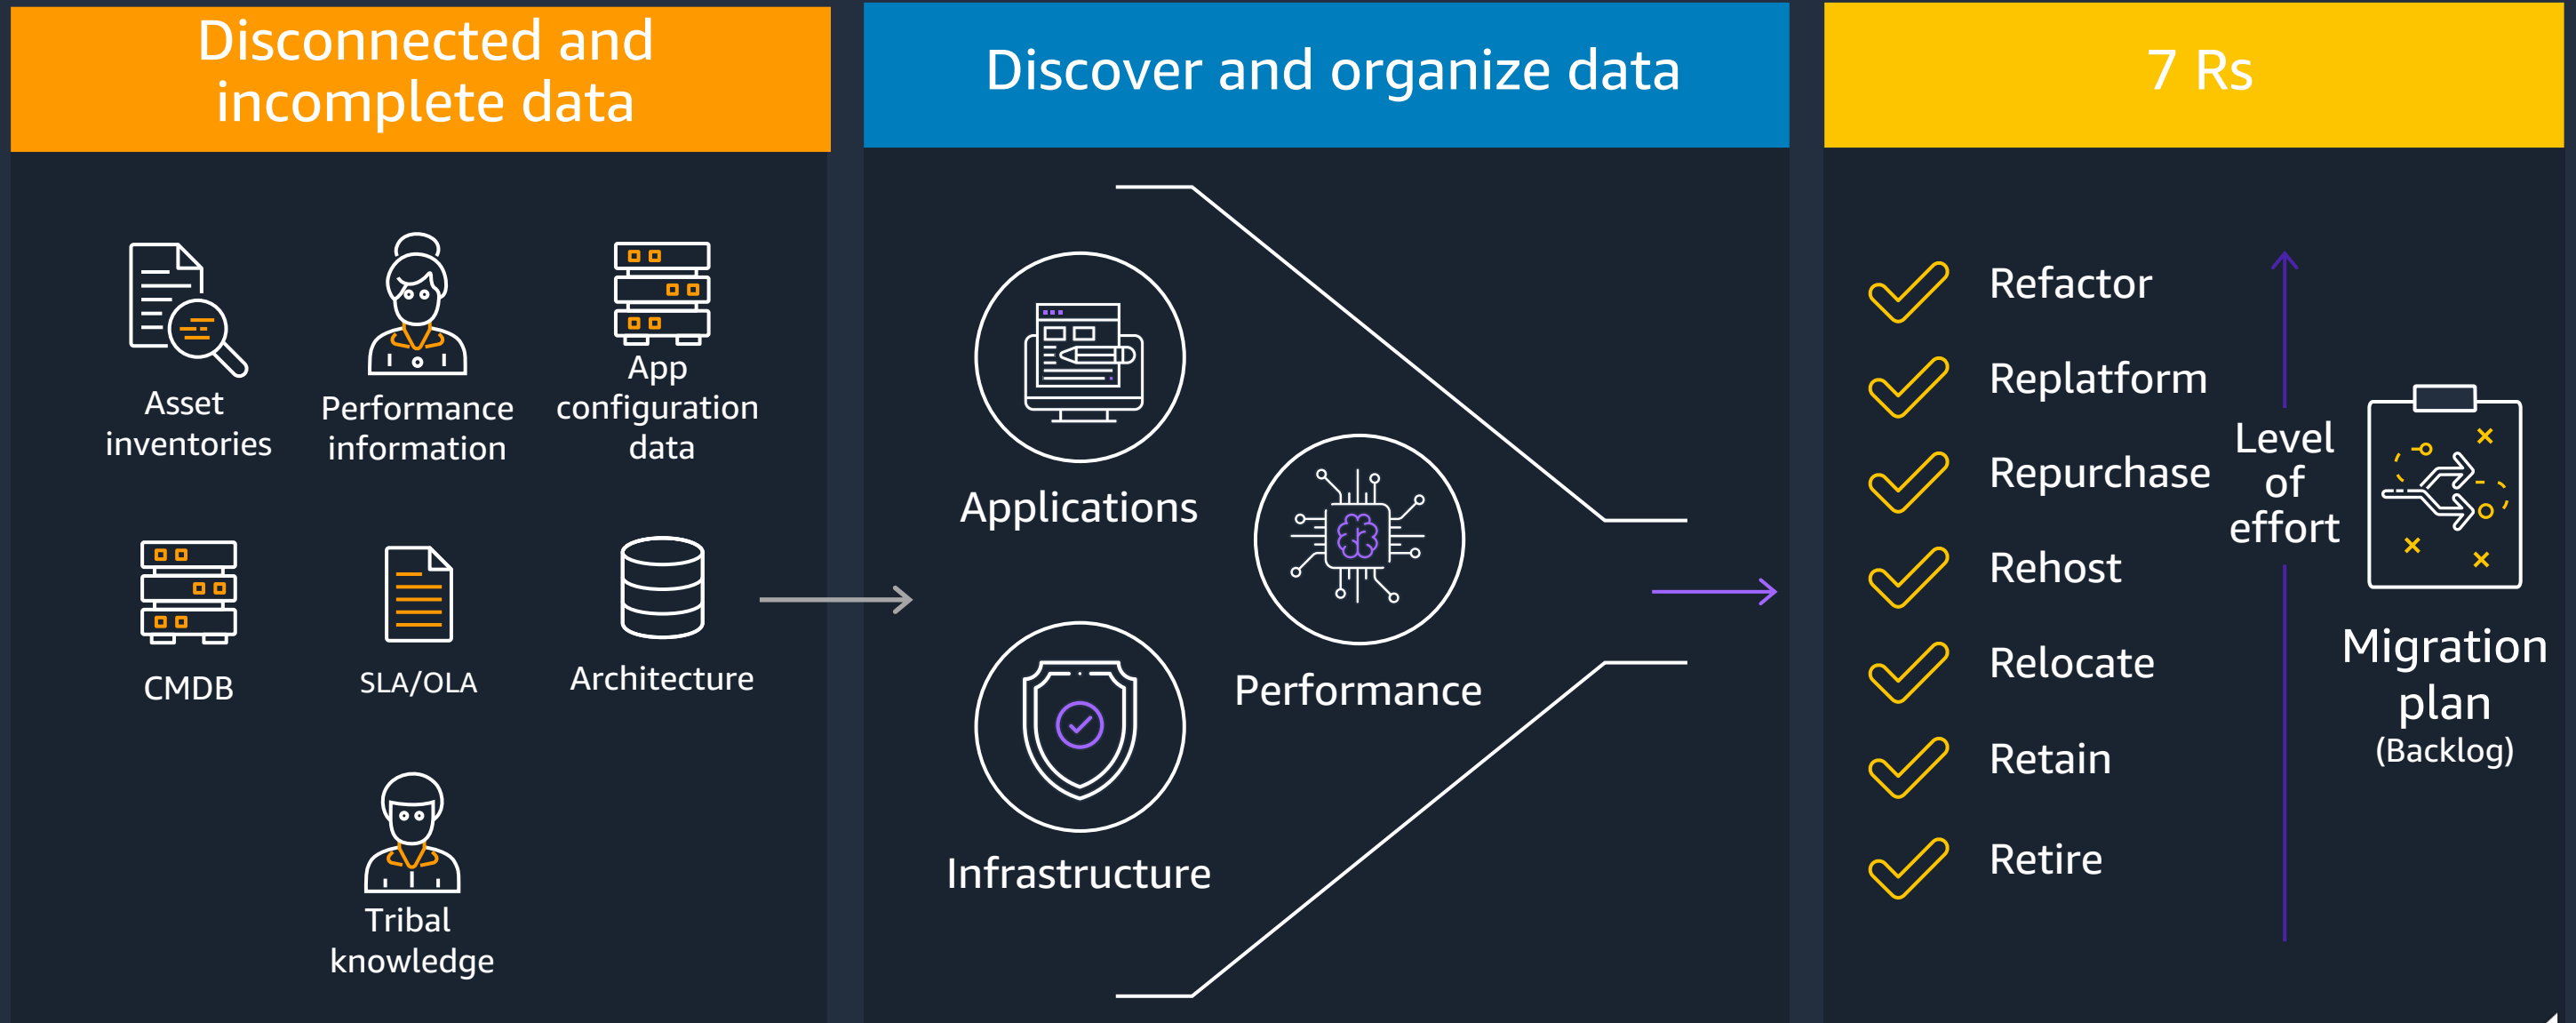 Disconnected and
incomplete data
Asset
inventories
Performance
information
App
configuration
data
CMDB
SLA/OLA
Architecture
Tribal
knowledge
Discover and organize data
Applications
Performance
Infrastructure
7 Rs
Refactor
Replatform
Repurchase
Rehost
Relocate
Retain
Retire
Level
of
effort
Migration
plan
(Backlog)